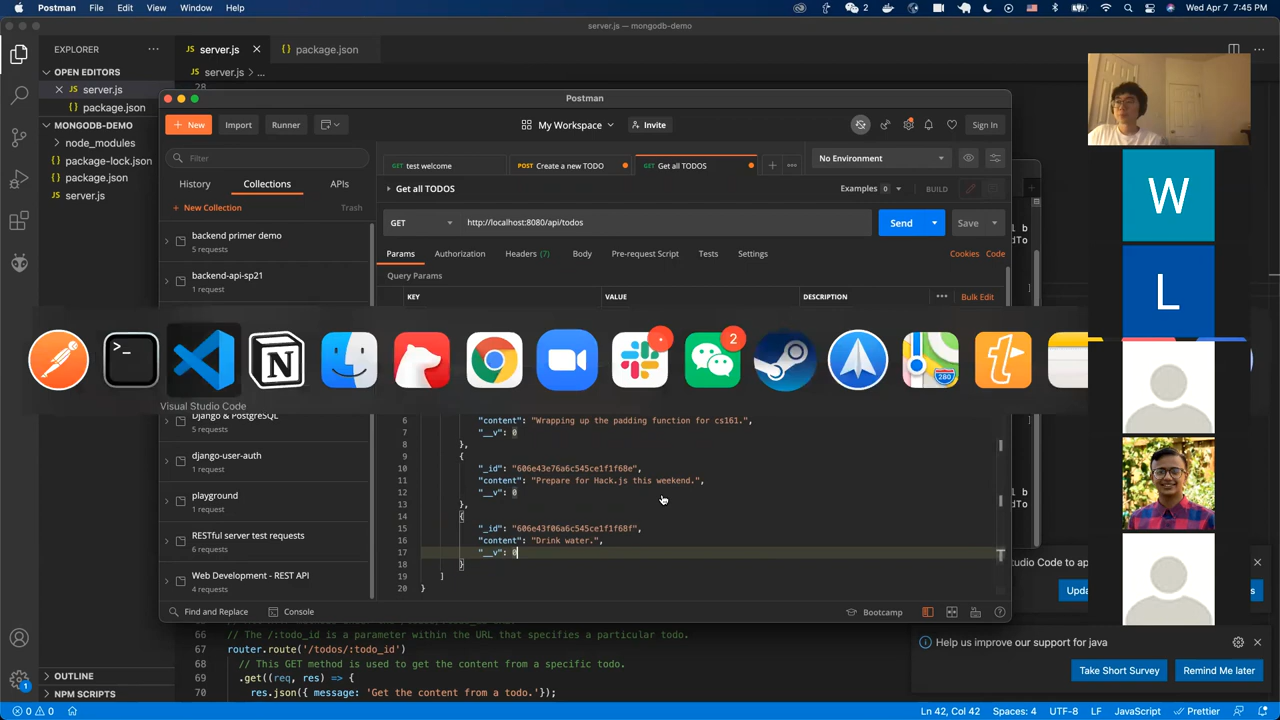 Postman File Edit View Window Help
2
Wed Apr 7 7:45 PM
server.js — mongodb-demo
EXPLORER
JS server.js
{} package.json
OPEN EDITORS
JS server.js > ...
JS server.js
{} package.json
MONGODB-DEMO
node_modules
{} package-lock.json
{} package.json
JS server.js
28
Postman
New
Import
Runner
My Workspace
Invite
Sign In
Filter
GET test welcome
POST Create a new TODO
GET Get all TODOS
No Environment
History
Collections
APIs
Get all TODOS
Examples 0
BUILD
+ New Collection
Trash
GET
http://localhost:8080/api/todos
Send
Save
backend primer demo
5 requests
Params
Authorization
Headers (7)
Body
Pre-request Script
Tests
Settings
Cookies
Code
backend-api-sp21
1 request
Query Params
KEY
VALUE
DESCRIPTION
Bulk Edit
W
L
2
280
Visual Studio Code
Django & PostgreSQL
5 requests
django-user-auth
1 request
playground
1 request
RESTful server test requests
6 requests
Web Development - REST API
4 requests
6 "content": "Wrapping up the padding function for cs161.",
7 "__v": 0
8 },
9 {
10 "_id": "606e43e76a6c545ce1f1f68e",
11 "content": "Prepare for Hack.js this weekend.",
12 "__v": 0
13 },
14 {
15 "_id": "606e43f06a6c545ce1f1f68f",
16 "content": "Drink water.",
17 "__v": 0
18 }
19 ]
20 }
Find and Replace
Console
Bootcamp
66 // The /:todo_id is a parameter within the URL that specifies a particular todo.
67 router.route('/todos/:todo_id')
68 // This GET method is used to get the content from a specific todo.
69 .get((req, res) => {
70 res.json({ message: 'Get the content from a todo.'});
Help us improve our support for java
Take Short Survey
Remind Me later
OUTLINE
NPM SCRIPTS
1
0 0
Ln 42, Col 42
Spaces: 4
UTF-8
LF
JavaScript
Prettier